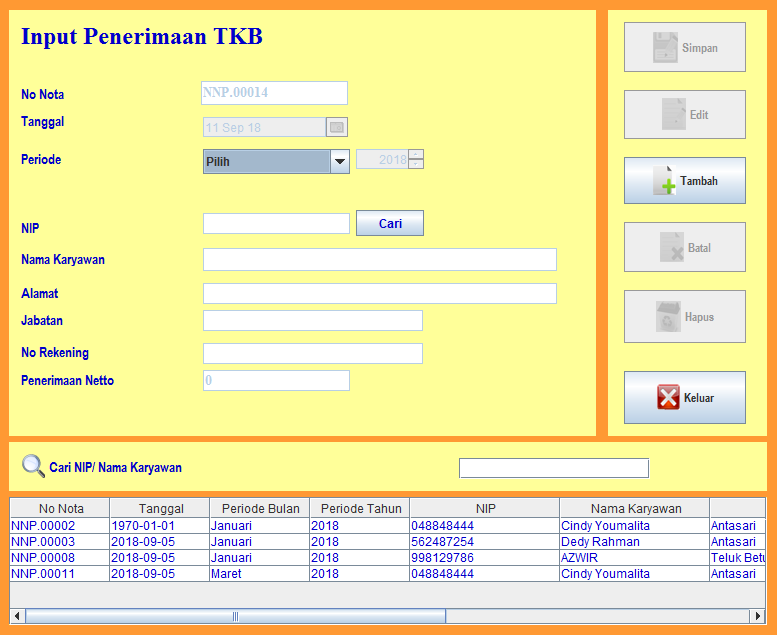 Input Penerimaan TKB
No Nota NNP.00014
Tanggal 11 Sep 18
Periode Pilih 2018
NIP Cari
Nama Karyawan
Alamat
Jabatan
No Rekening
Penerimaan Netto 0
Simpan
Edit
Tambah
Batal
Hapus
Keluar
Cari NIP/ Nama Karyawan
No Nota Tanggal Periode Bulan Periode Tahun NIP Nama Karyawan
NNP.00002 1970-01-01 Januari 2018 048848444 Cindy Youmalita Antasari
NNP.00003 2018-09-05 Januari 2018 562487254 Dedy Rahman Antasari
NNP.00008 2018-09-05 Januari 2018 998129786 AZWIR Teluk Betu
NNP.00011 2018-09-05 Maret 2018 048848444 Cindy Youmalita Antasari